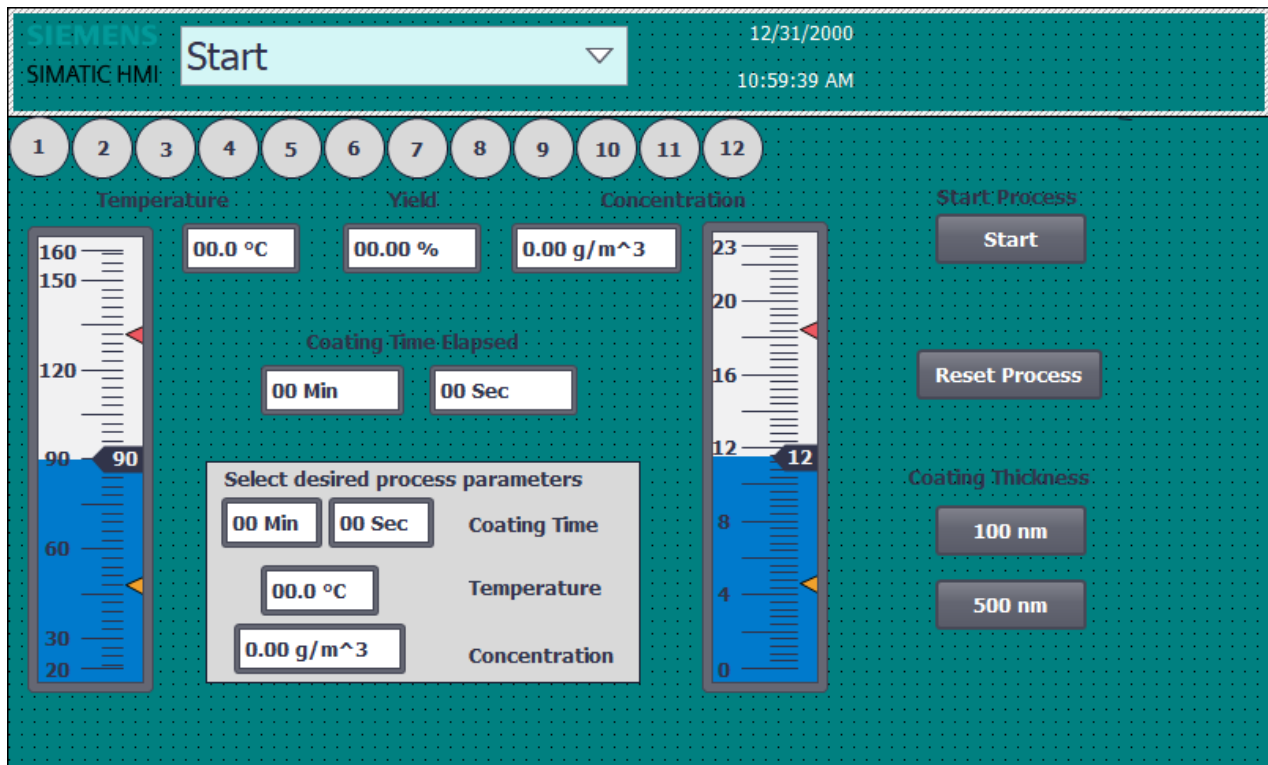 SIEMENS
SIMATIC HMI
Start
12/31/2000
10:59:39 AM
1 2 3 4 5 6 7 8 9 10 11 12
Temperature Yield Concentration
00.0 °C 00.00 % 0.00 g/m^3
160
150
120
90 90
60
30
20
Coating Time Elapsed
00 Min 00 Sec
Select desired process parameters
00 Min 00 Sec Coating Time
00.0 °C Temperature
0.00 g/m^3 Concentration
23
20
16
12 12
8
4
0
Start Process
Start
Reset Process
Coating Thickness
100 nm
500 nm